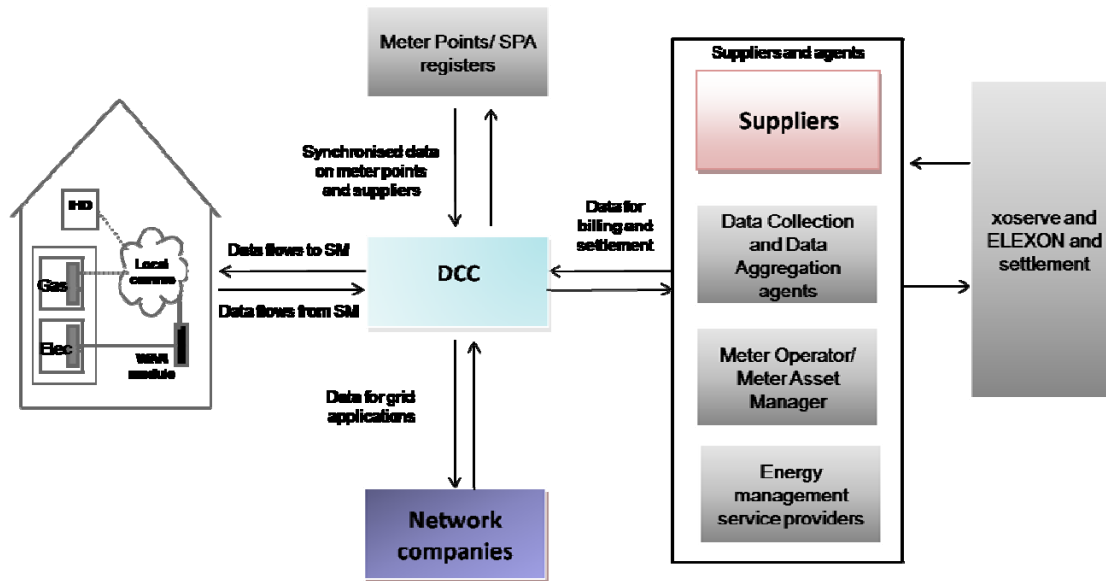 Meter Points/ SPA
registers
Suppliers and agents
Suppliers
Synchronised data
on meter points
and suppliers
IHD
Local
comms
Gas
Elec
WAN
module
Data flows to SM
Data flows from SM
DCC
Data for
billing and
settlement
Data Collection
and Data
Aggregation
agents
xoserve and
ELEXON and
settlement
Meter Operator/
Meter Asset
Manager
Data for grid
applications
Energy
management
service providers
Network
companies